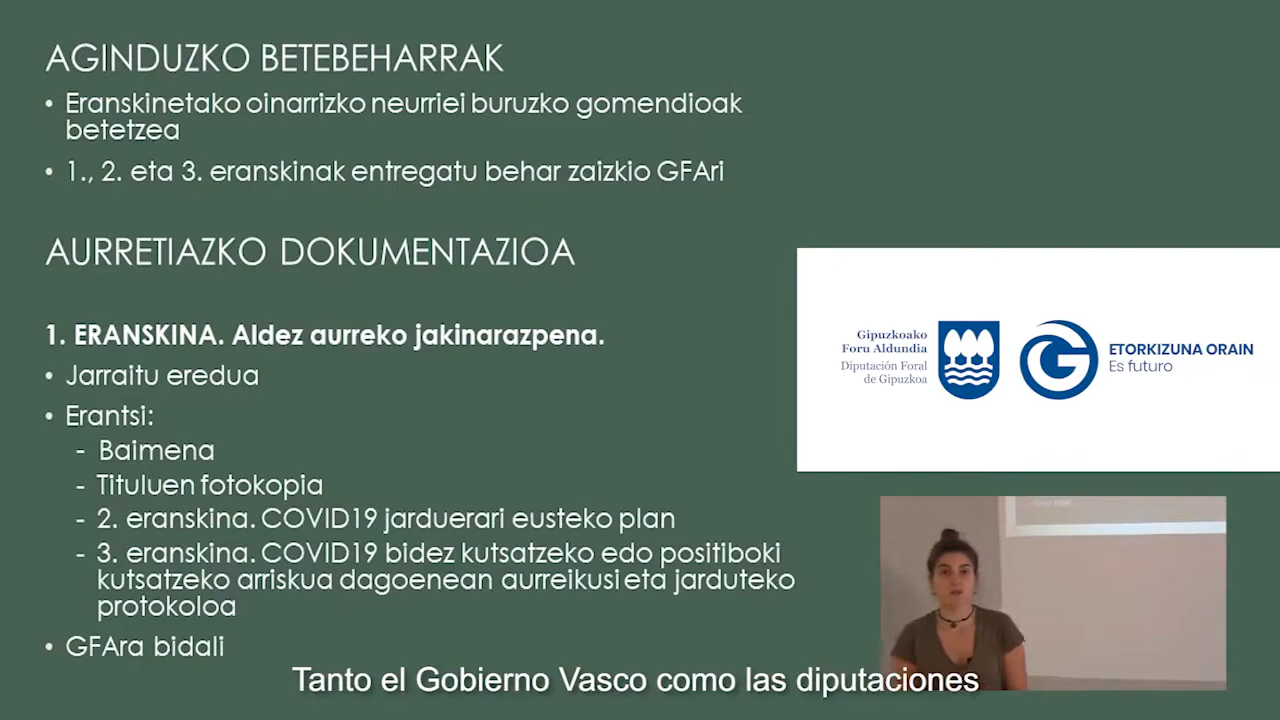 AGINDUZKO BETEBEHARRAK
• Eranskinetako oinarrizko neurriei buruzko gomendioak
betetzea
• 1., 2. eta 3. eranskinak entregatu behar zaizkio GFAri
AURRETIAZKO DOKUMENTAZIOA
1. ERANSKINA. Aldez aurreko jakinarazpena.
• Jarraitu eredua
• Erantsi:
- Baimena
- Tituluen fotokopia
- 2. eranskina. COVID19 jarduerari eusteko plan
- 3. eranskina. COVID19 bidez kutsatzeko edo positiboki
kutsatzeko arriskua dagoenean aurreikusi eta jarduteko
protokoloa
• GFAra bidali
Gipuzkoako
Foru Aldundia
Diputación Foral
de Gipuzkoa
ETORKIZUNA ORAIN
Es futuro
Tanto el Gobierno Vasco como las diputaciones